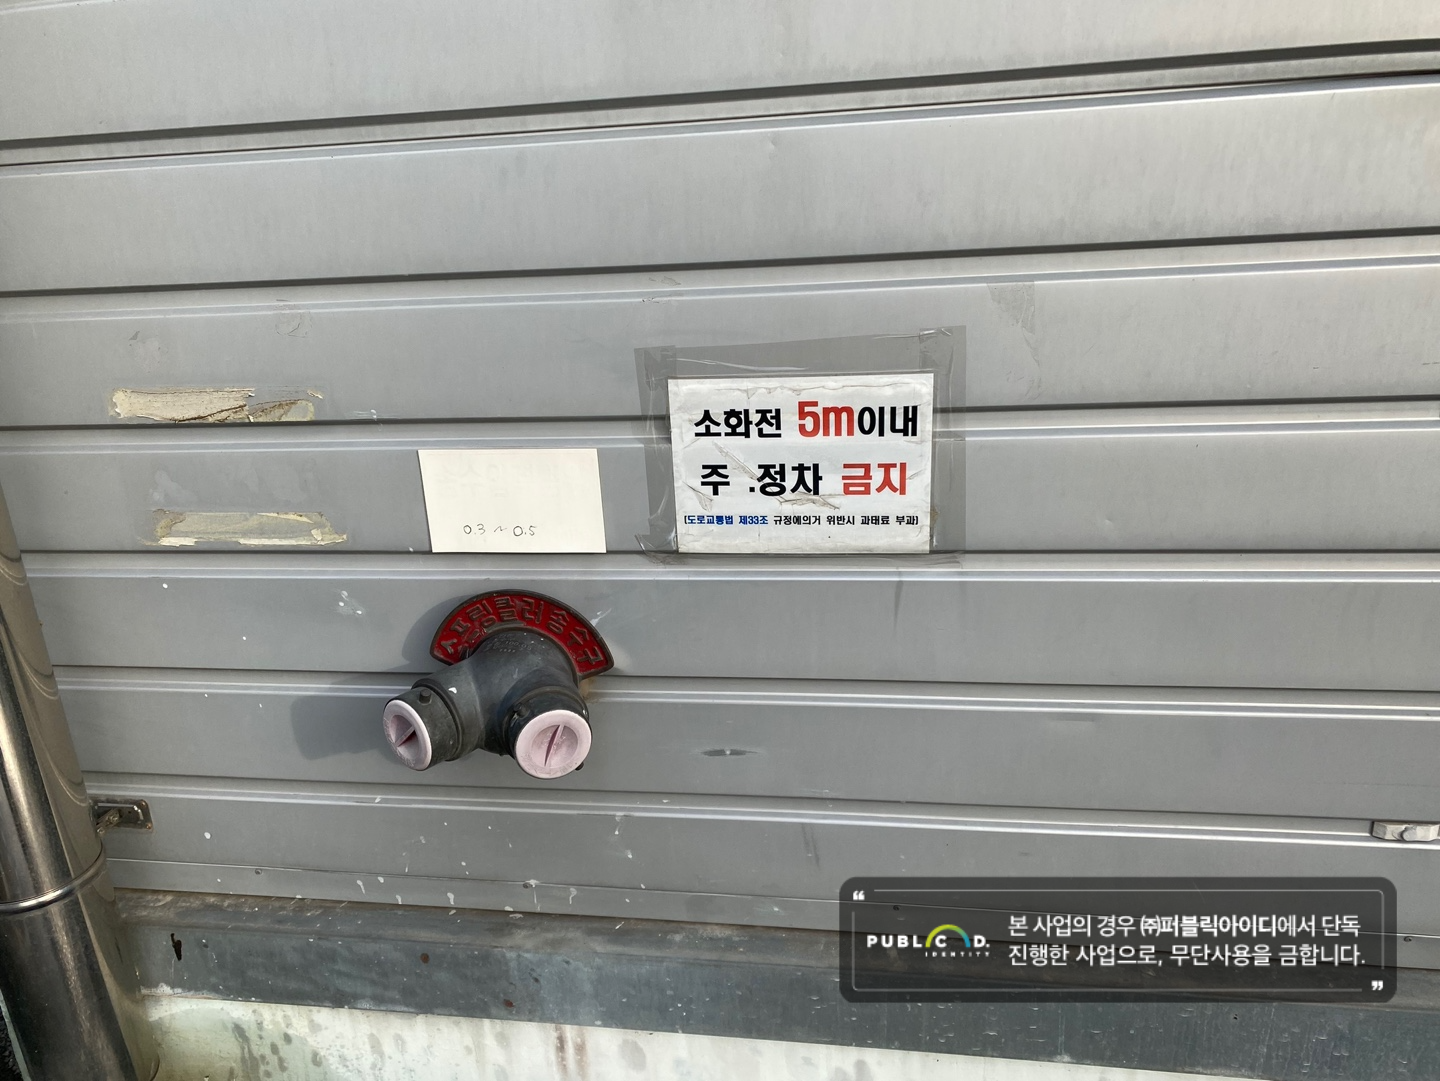 소화전 5m이내
주 .정차 금지
[도로교통법 제33조 규정에의거 위반시 과태료 부과]
0.3 ~ 0.5
스프링클러송수구
❝
PUBLIC ID.
IDENTITY
본 사업의 경우 ㈜퍼블릭아이디에서 단독
진행한 사업으로, 무단사용을 금합니다.
❞